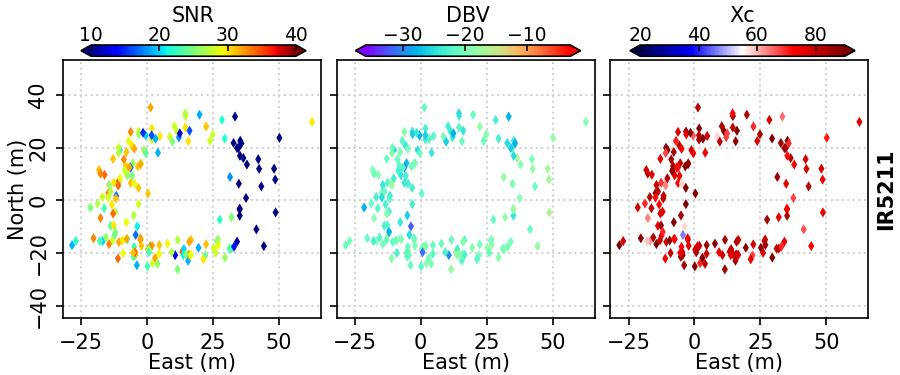 SNR DBV Xc
10 20 30 40 −30 −20 −10 20 40 60 80
North (m)
40
20
0
−20
−40
IR5211
−25 0 25 50 −25 0 25 50 −25 0 25 50
East (m) East (m) East (m)